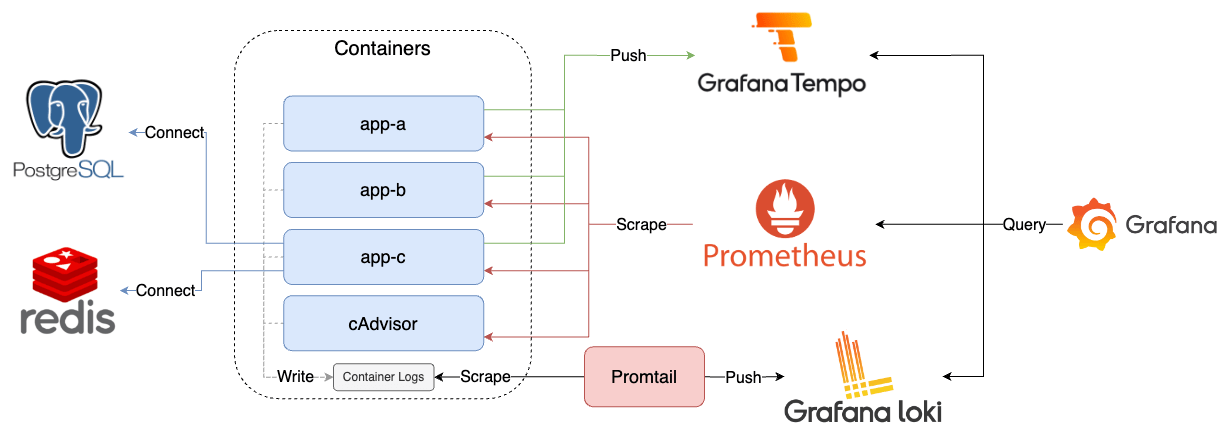 Containers
Push
Grafana Tempo
app-a
Connect
PostgreSQL
app-b
Scrape
Prometheus
Query
Grafana
app-c
Connect
redis
cAdvisor
Write
Container Logs
Scrape
Promtail
Push
Grafana loki